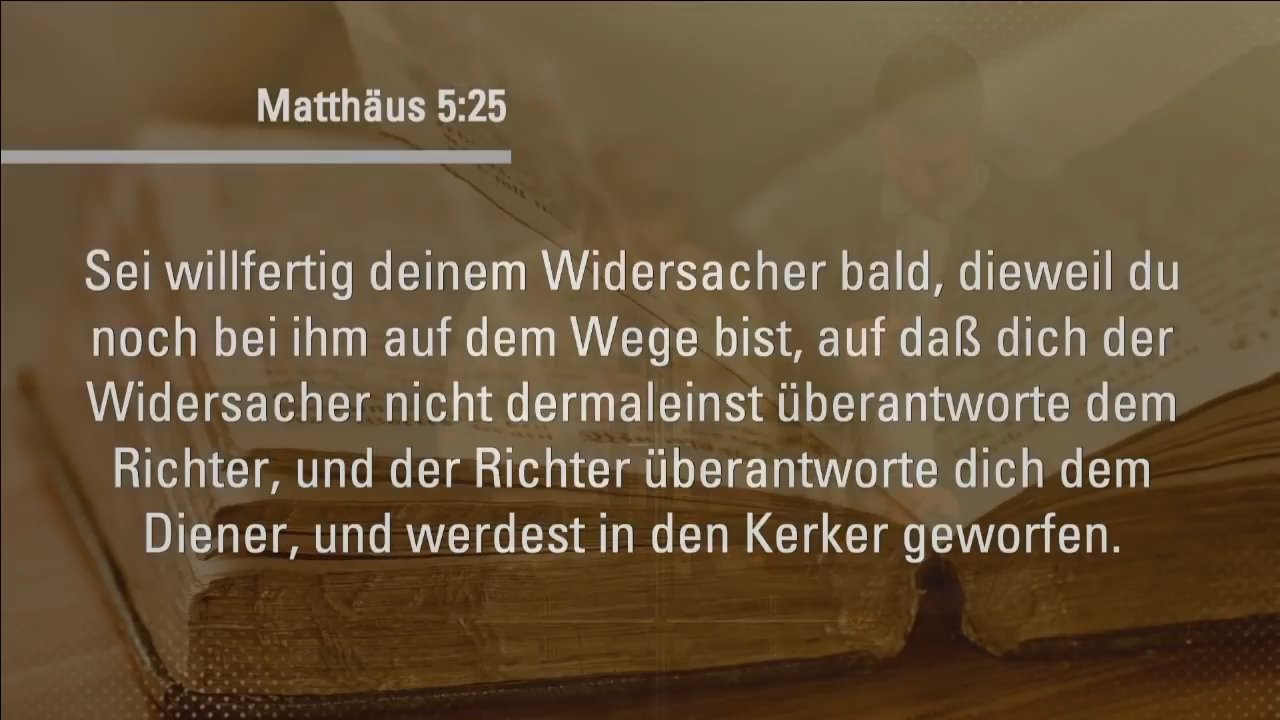 Matthäus 5:25
Sei willfertig deinem Widersacher bald, dieweil du
noch bei ihm auf dem Wege bist, auf daß dich der
Widersacher nicht dermaleinst überantworte dem
Richter, und der Richter überantworte dich dem
Diener, und werdest in den Kerker geworfen.